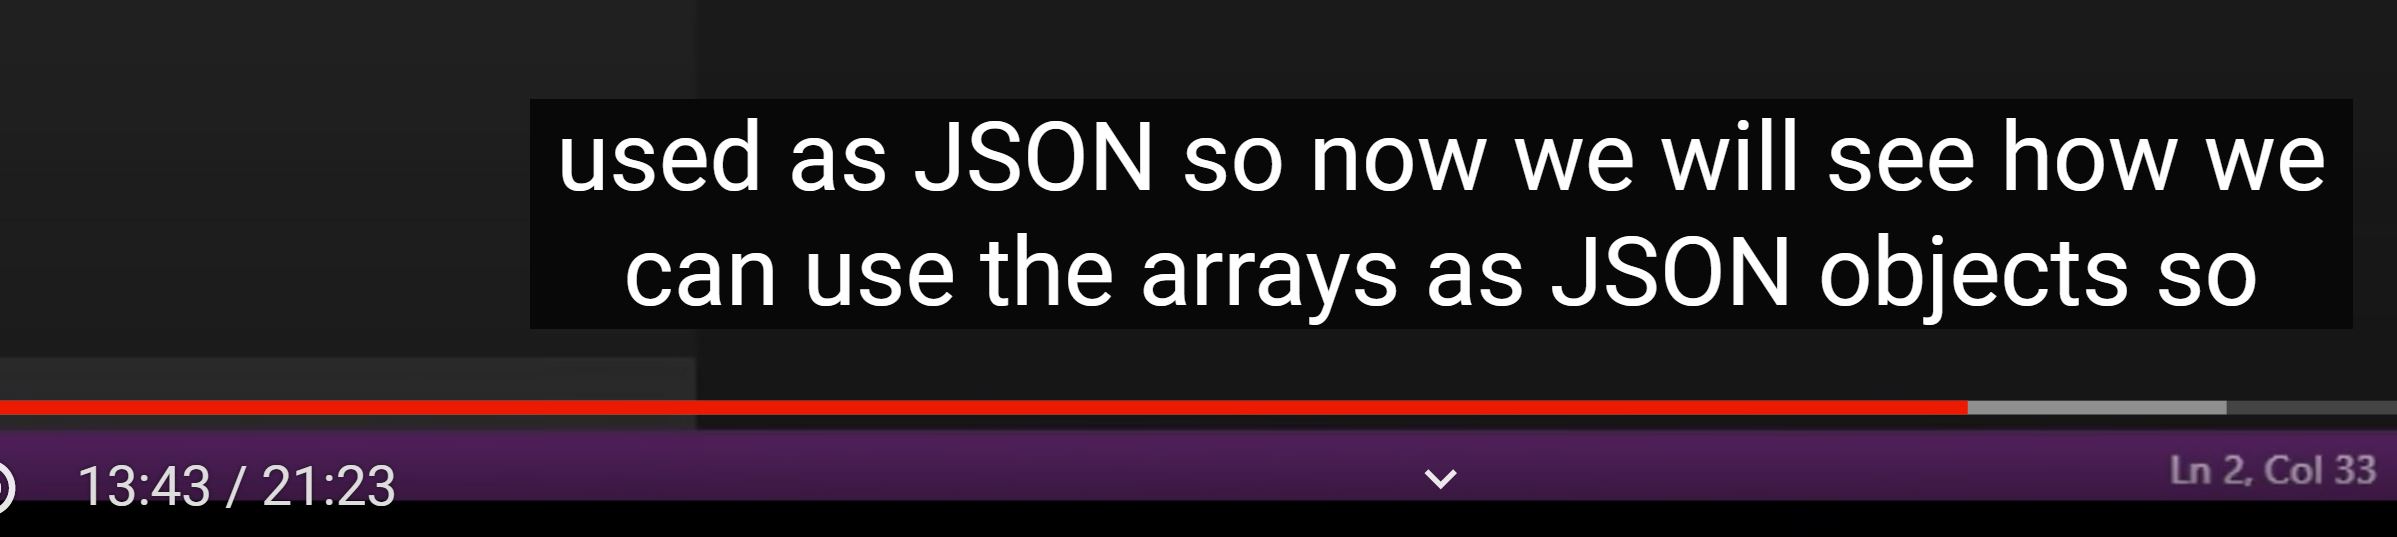 used as JSON so now we will see how we
can use the arrays as JSON objects so
13:43 / 21:23
Ln 2, Col 33